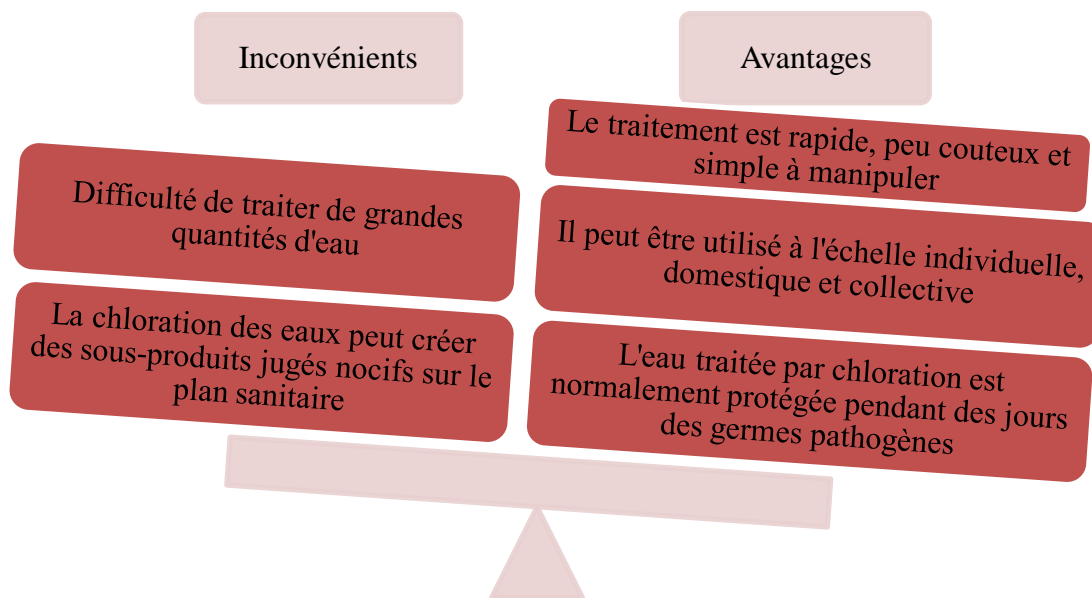 Inconvénients
Difficulté de traiter de grandes
quantités d'eau
La chloration des eaux peut créer
des sous-produits jugés nocifs sur le
plan sanitaire
Avantages
Le traitement est rapide, peu couteux et
simple à manipuler
Il peut être utilisé à l'échelle individuelle,
domestique et collective
L'eau traitée par chloration est
normalement protégée pendant des jours
des germes pathogènes